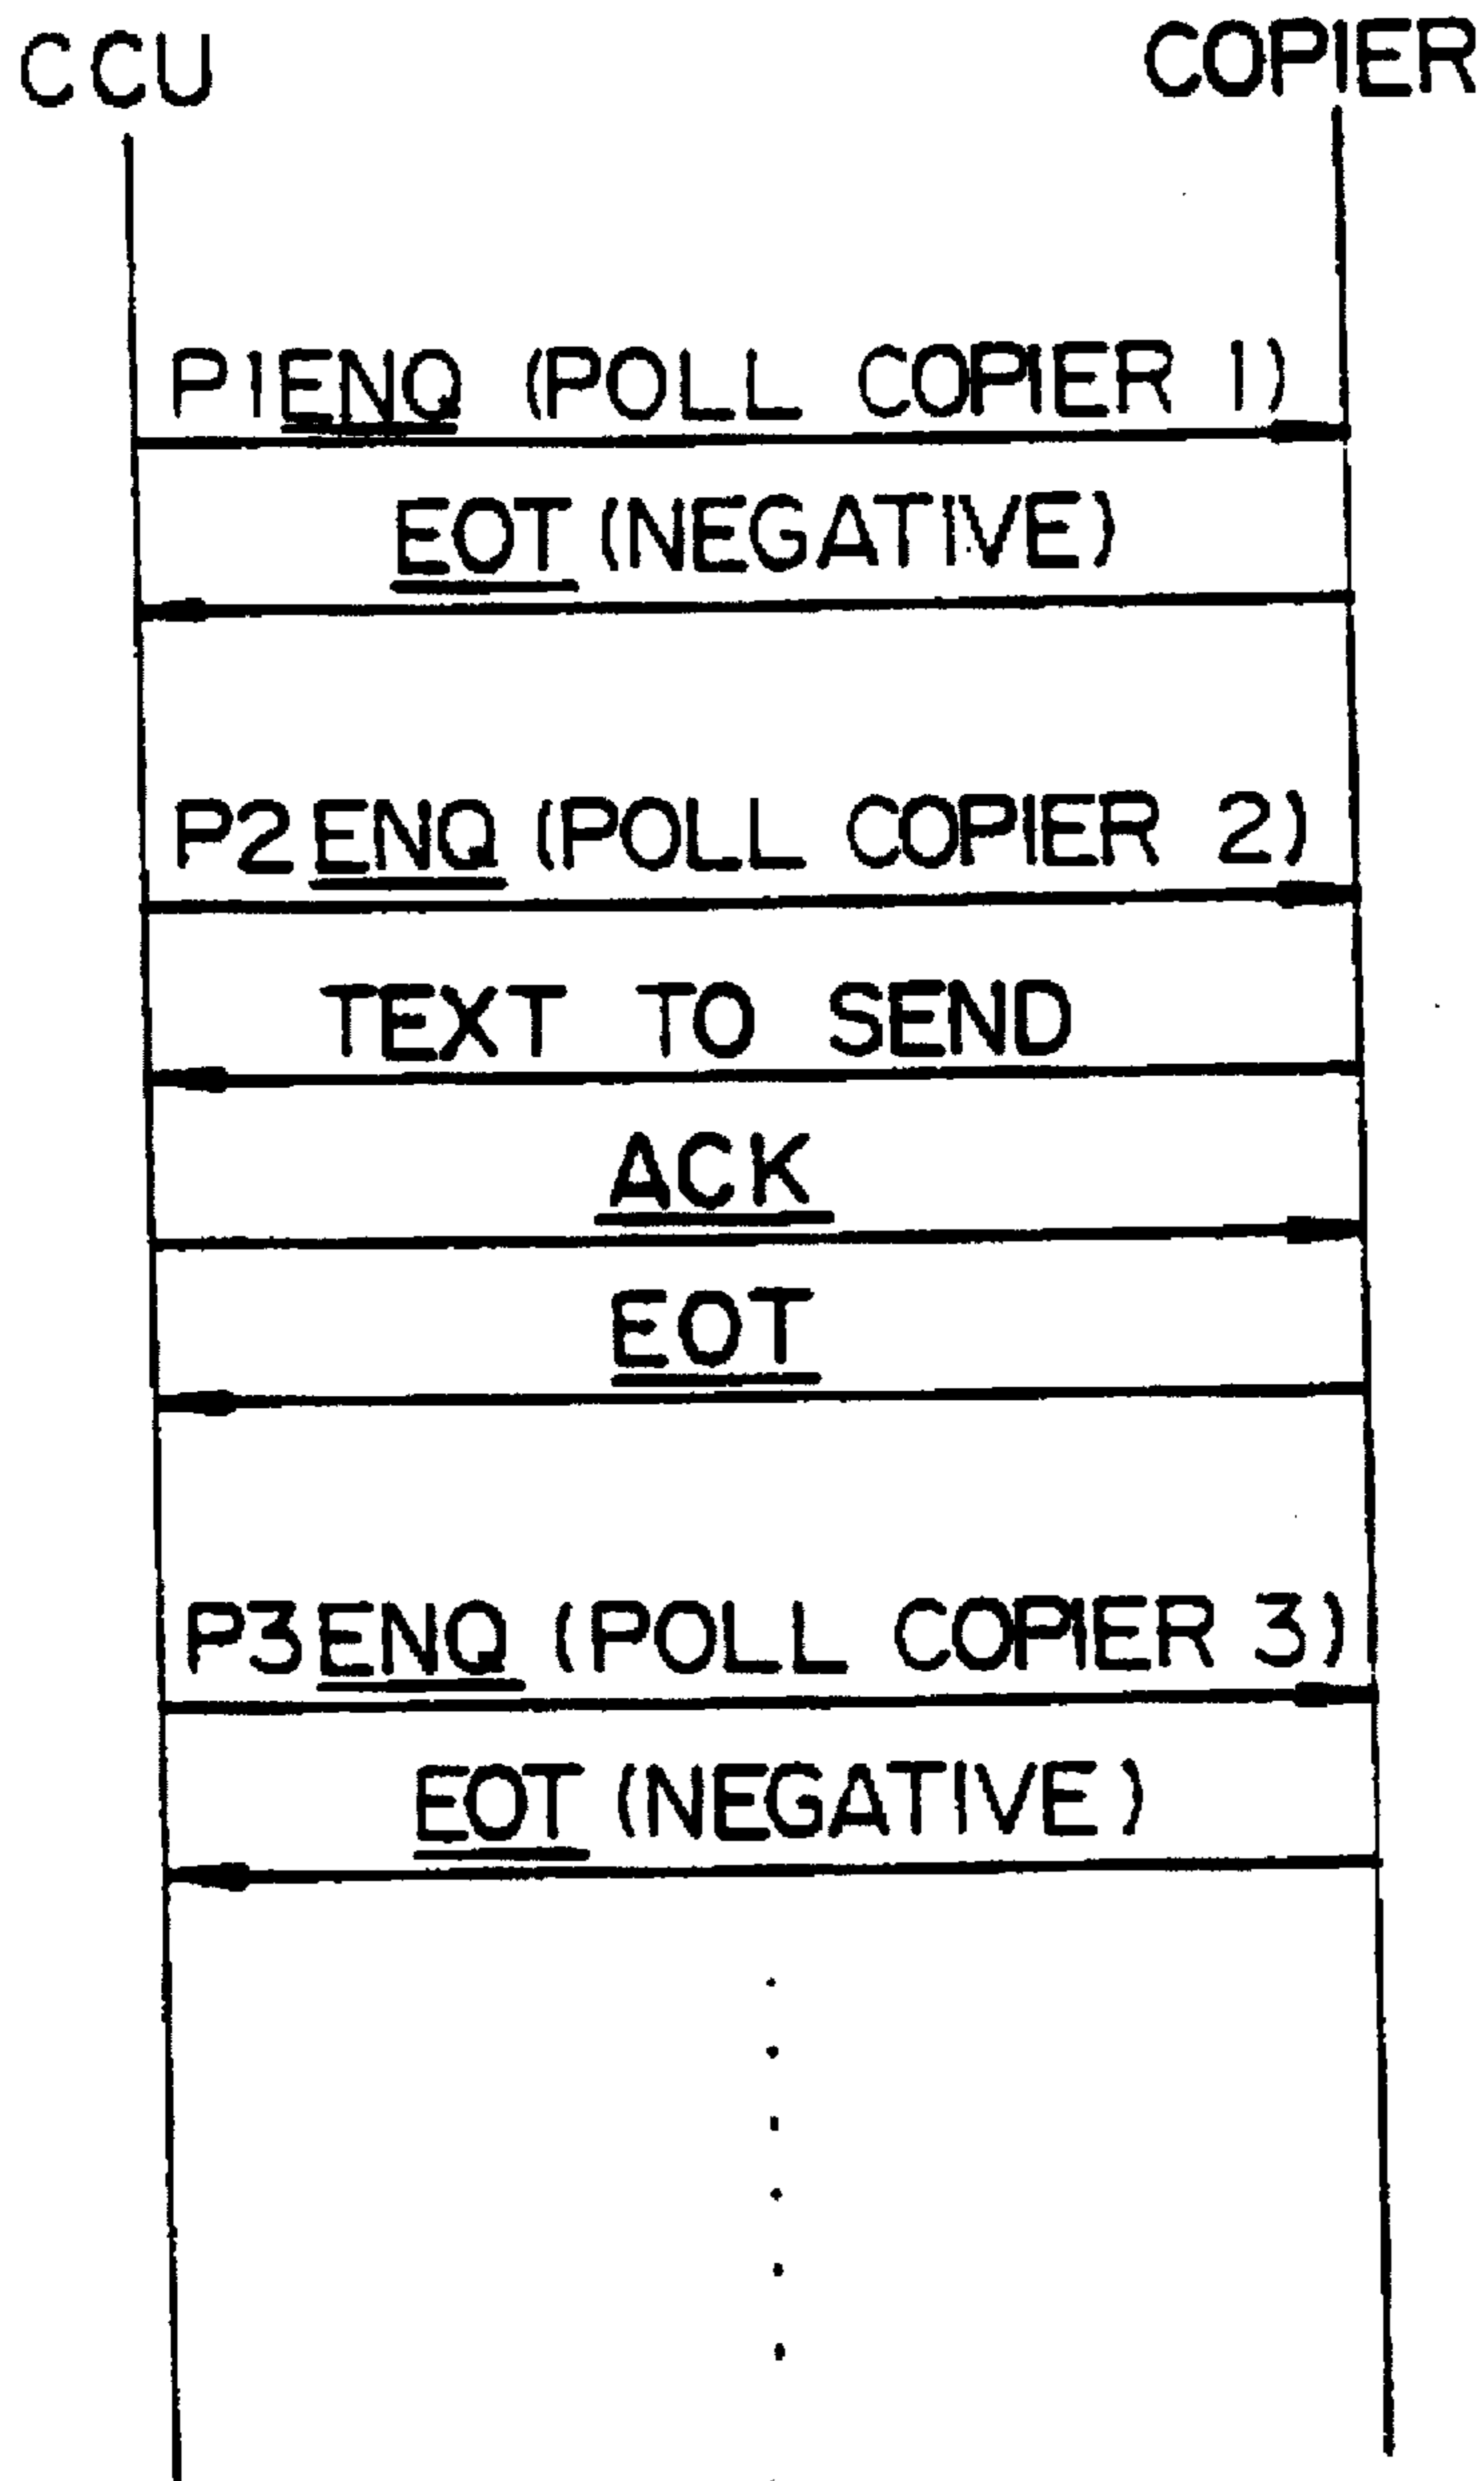 CCU COPIER
P1ENQ (POLL COPIER 1)
EOT (NEGATIVE)
P2ENQ (POLL COPIER 2)
TEXT TO SEND
ACK
EOT
P3ENQ (POLL COPIER 3)
EOT (NEGATIVE)